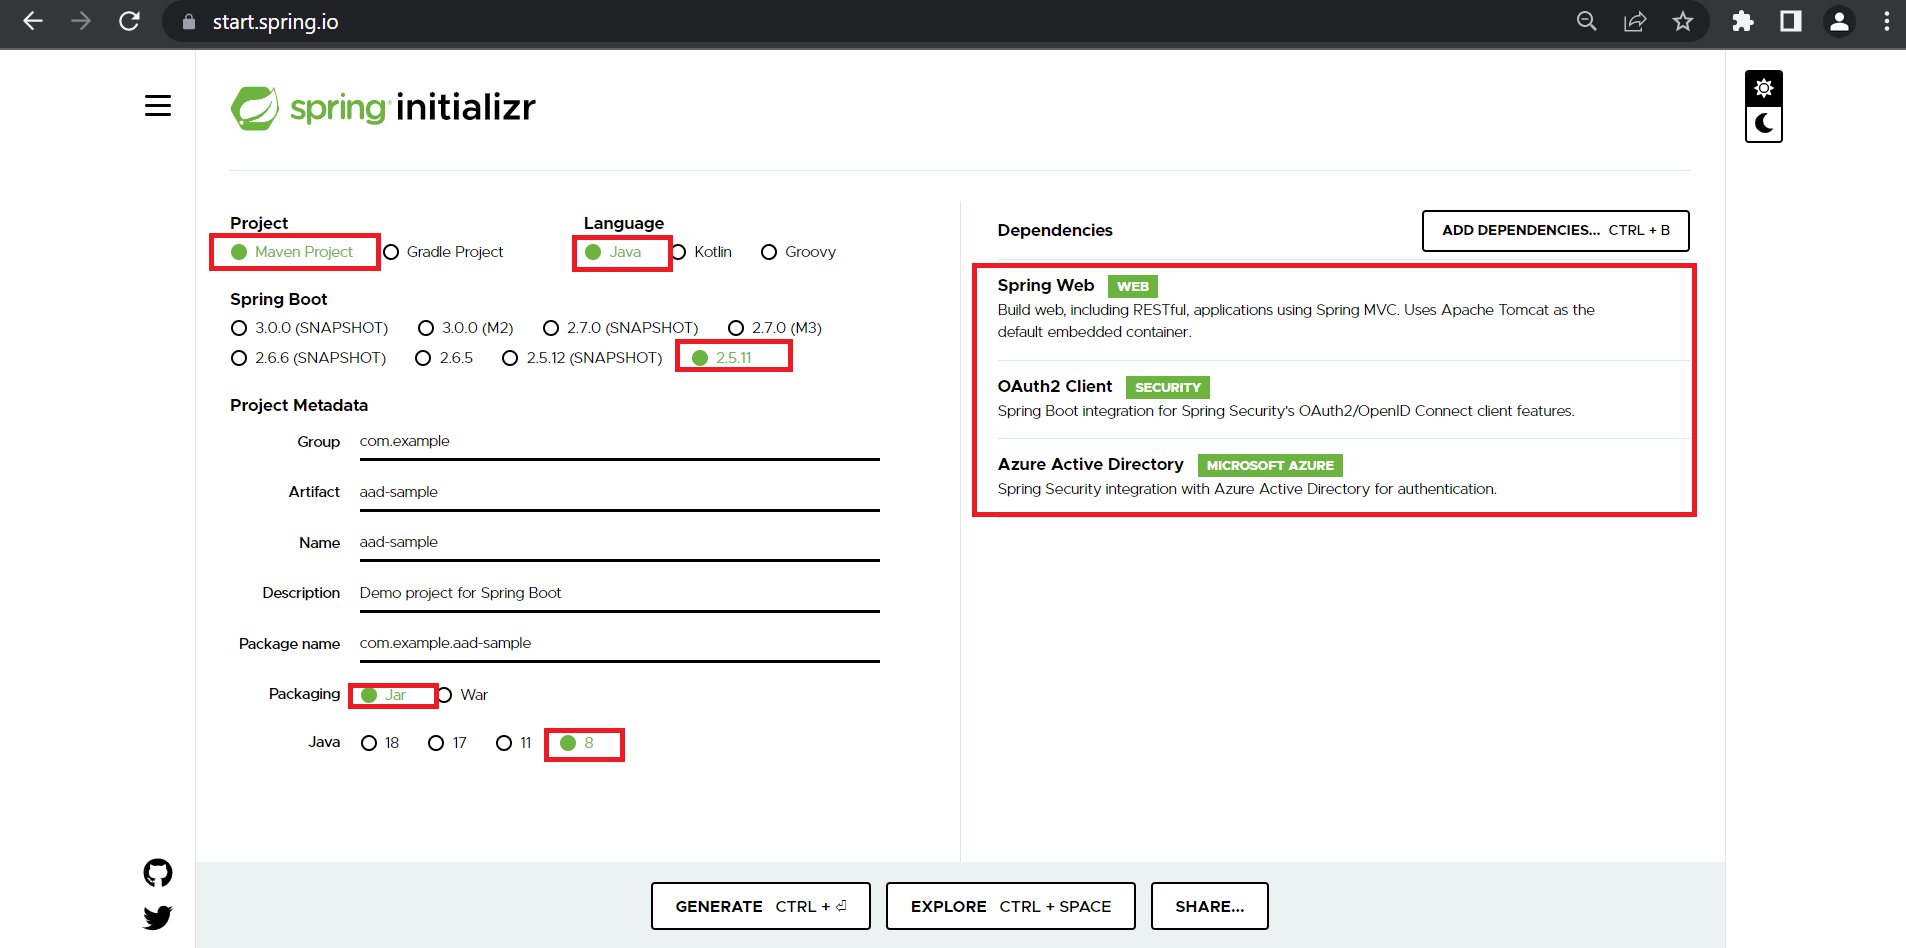 start.spring.io
spring initializr
Project
Maven Project Gradle Project
Language
Java Kotlin Groovy
Spring Boot
3.0.0 (SNAPSHOT) 3.0.0 (M2) 2.7.0 (SNAPSHOT) 2.7.0 (M3)
2.6.6 (SNAPSHOT) 2.6.5 2.5.12 (SNAPSHOT) 2.5.11
Project Metadata
Group com.example
Artifact aad-sample
Name aad-sample
Description Demo project for Spring Boot
Package name com.example.aad-sample
Packaging Jar War
Java 18 17 11 8
Dependencies
ADD DEPENDENCIES... CTRL + B
Spring Web WEB
Build web, including RESTful, applications using Spring MVC. Uses Apache Tomcat as the
default embedded container.
OAuth2 Client SECURITY
Spring Boot integration for Spring Security's OAuth2/OpenID Connect client features.
Azure Active Directory MICROSOFT AZURE
Spring Security integration with Azure Active Directory for authentication.
GENERATE CTRL + ⏎
EXPLORE CTRL + SPACE
SHARE...